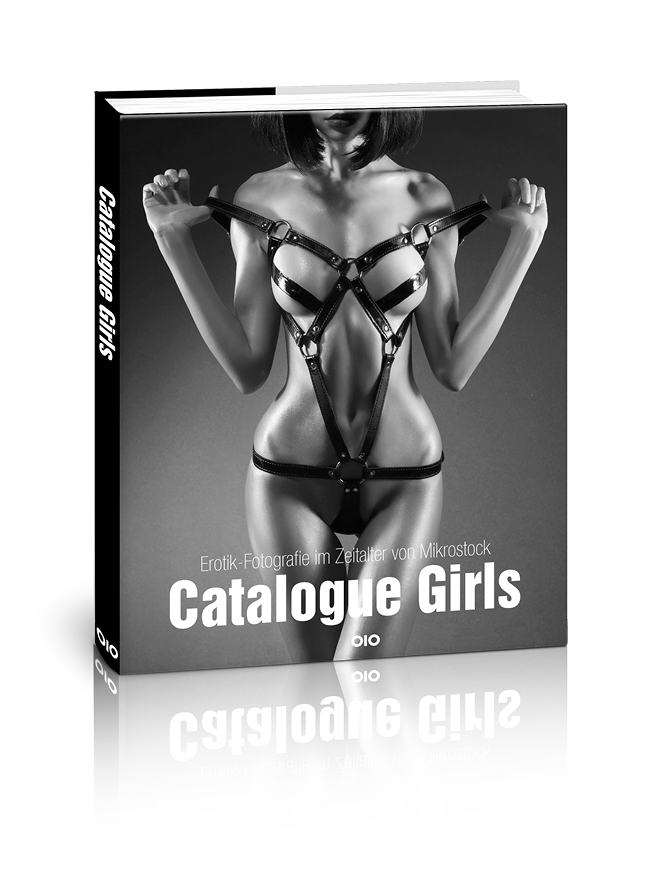 Catalogue Girls
OIO
Erotik-Fotografie im Zeitalter von Mikrostock
Catalogue Girls
OIO